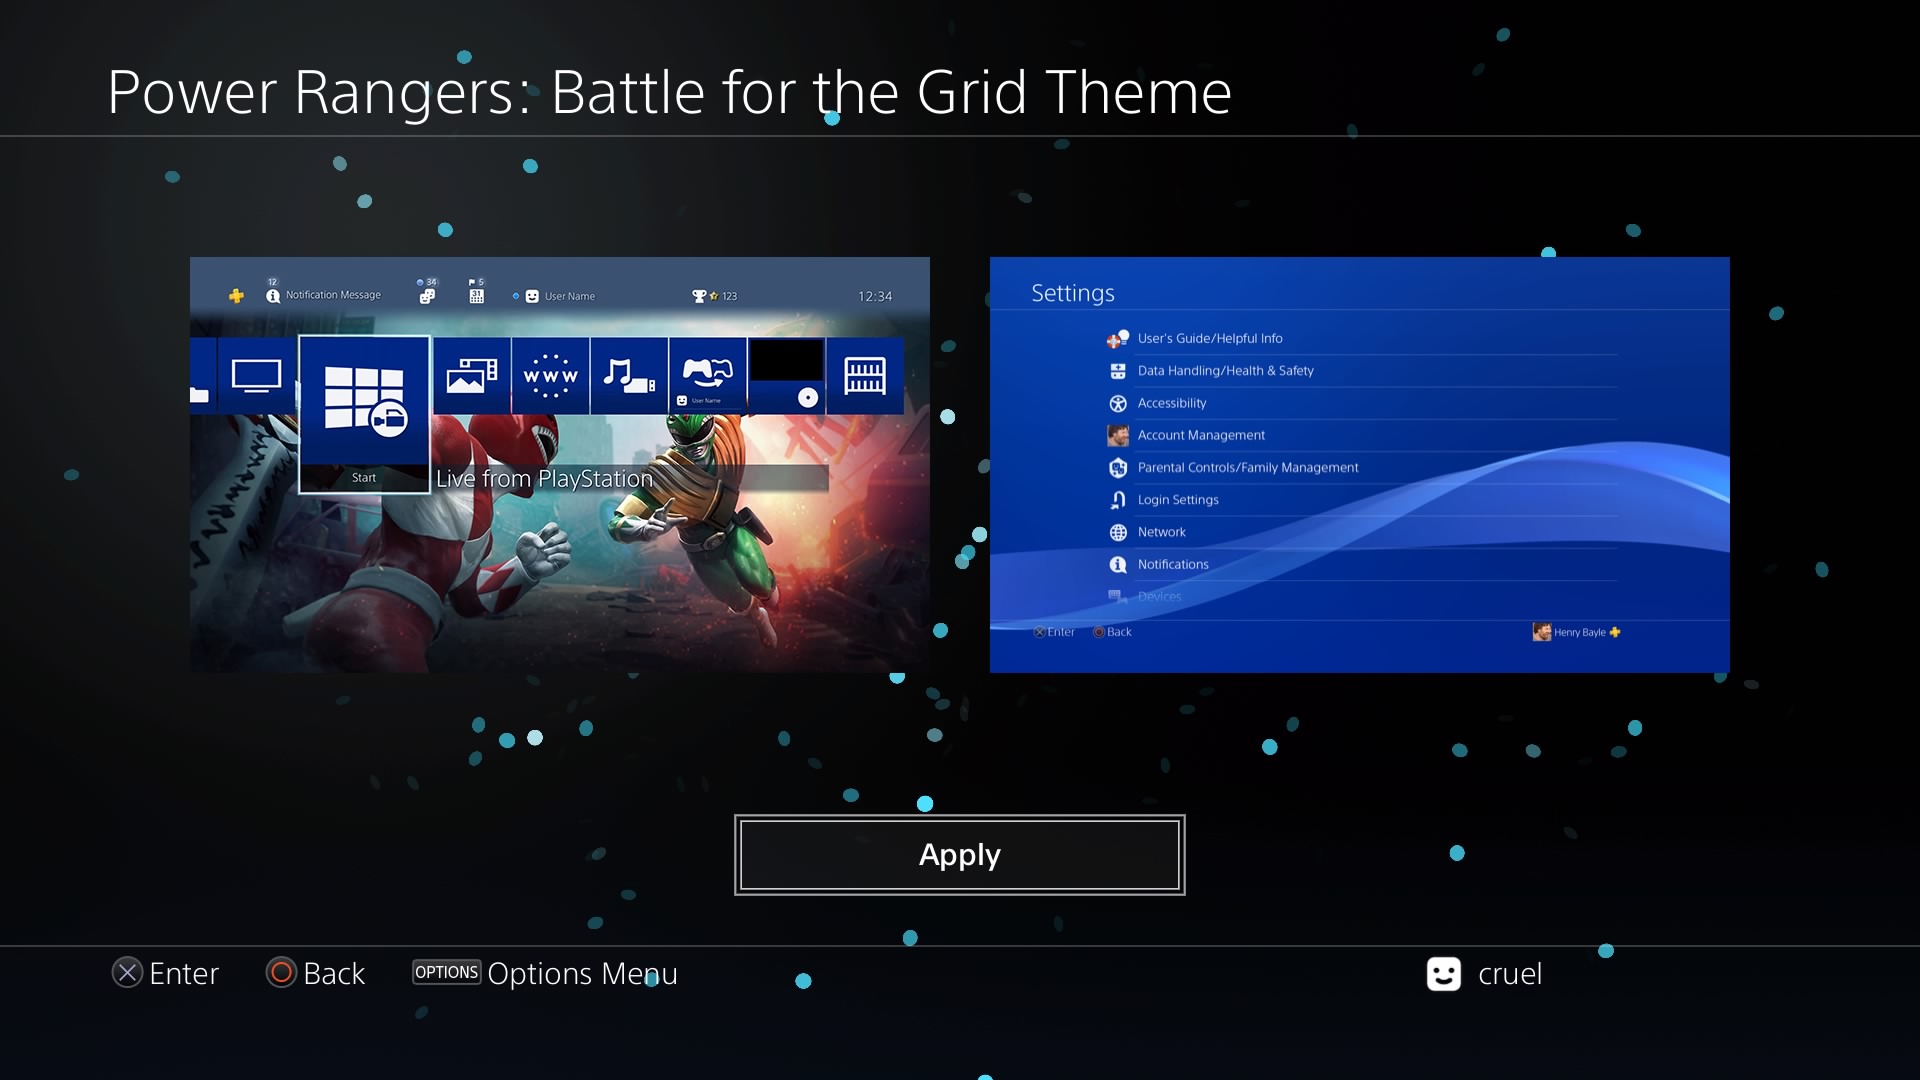 Power Rangers: Battle for the Grid Theme
12
Notification Message
34
5
31
User Name
123
12:34
WWW
User Name
Start
Live from PlayStation
Settings
User's Guide/Helpful Info
Data Handling/Health & Safety
Accessibility
Account Management
Parental Controls/Family Management
Login Settings
Network
Notifications
Devices
Enter Back Henry Bayle
Apply
Enter Back OPTIONS Options Menu cruel